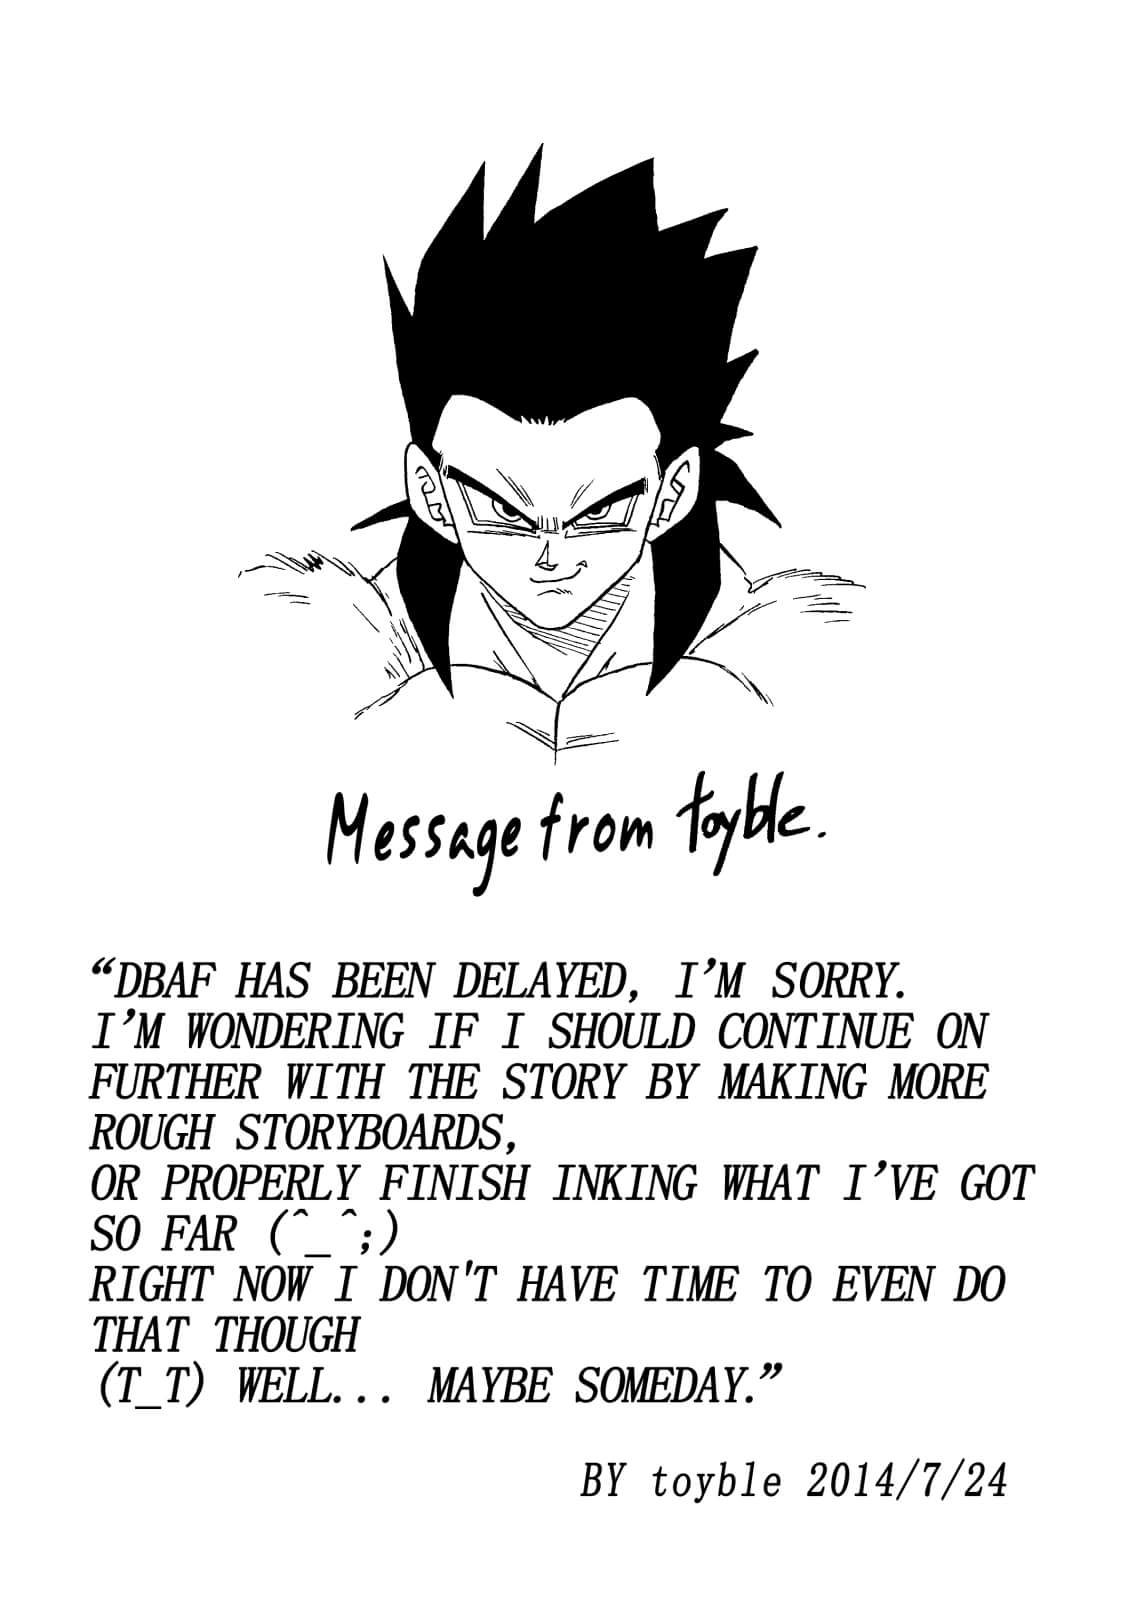 Message from toyble.
“DBAF HAS BEEN DELAYED, I’M SORRY.
I’M WONDERING IF I SHOULD CONTINUE ON
FURTHER WITH THE STORY BY MAKING MORE
ROUGH STORYBOARDS,
OR PROPERLY FINISH INKING WHAT I’VE GOT
SO FAR (^_^;)
RIGHT NOW I DON'T HAVE TIME TO EVEN DO
THAT THOUGH
(T_T) WELL... MAYBE SOMEDAY.”
BY toyble 2014/7/24